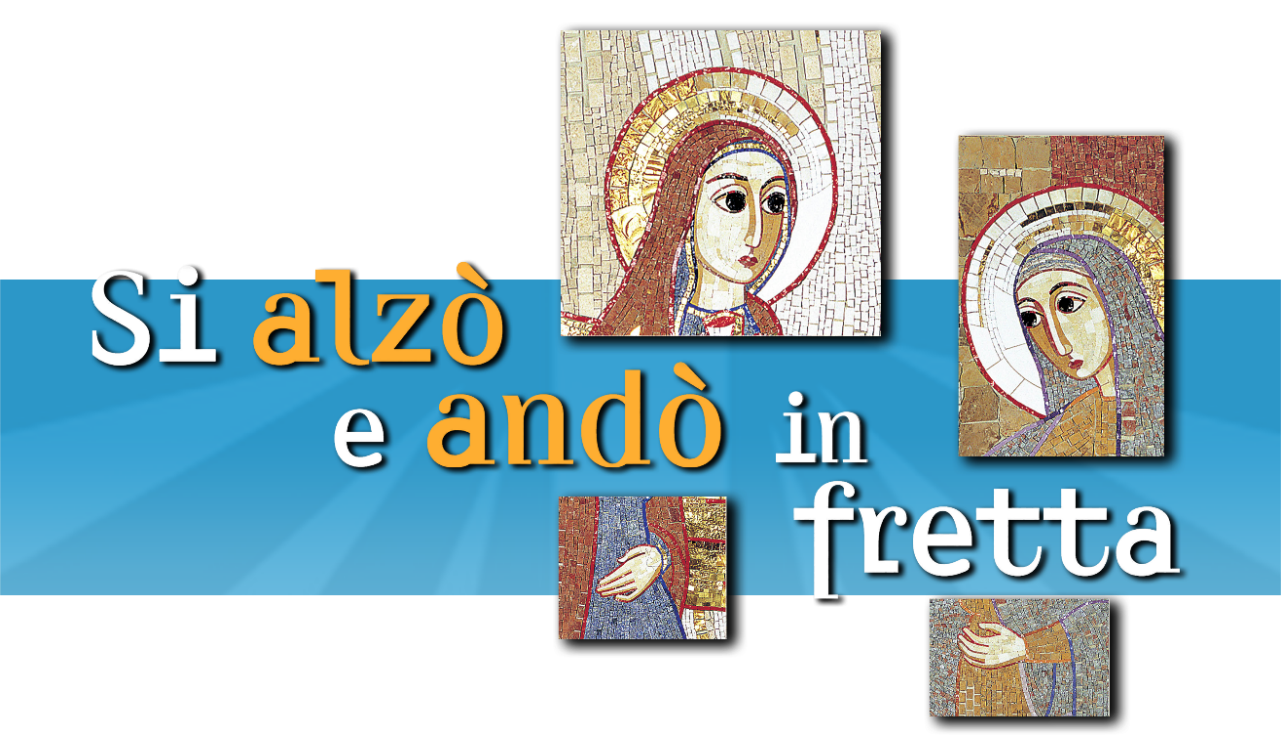 Si alzò
e andò in
fretta